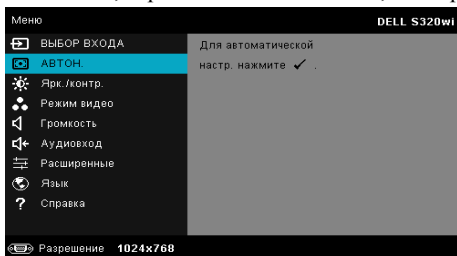 Меню DELL S320wi
ВЫБОР ВХОДА
АВТОН.
Ярк./контр.
Режим видео
Громкость
Аудиовход
Расширенные
Язык
? Справка
Для автоматической
настр. нажмите ✓ .
Разрешение 1024x768